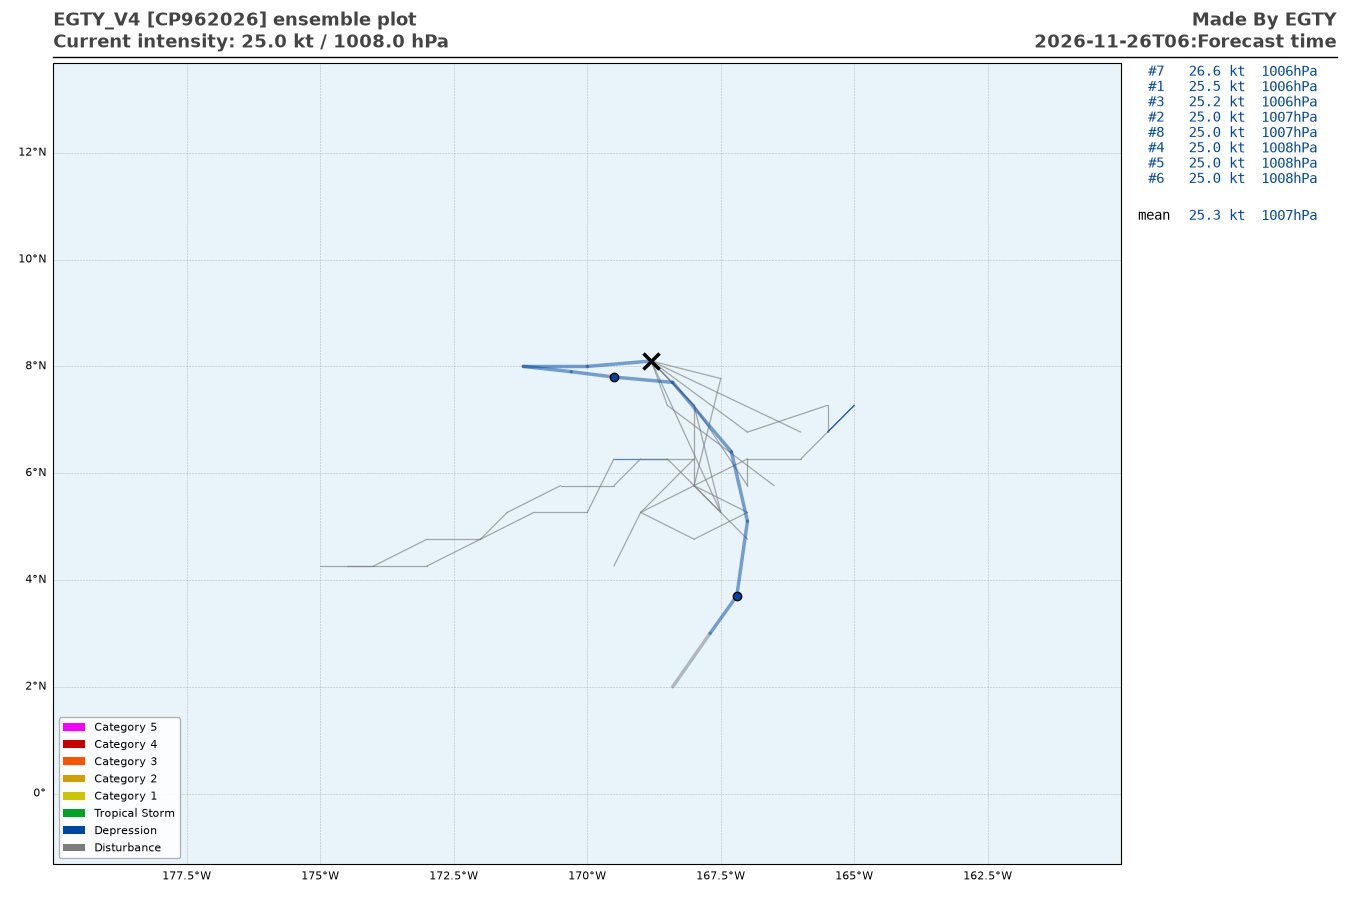 EGTY_V4 [CP962026] ensemble plot
Current intensity: 25.0 kt / 1008.0 hPa
Made By EGTY
2026-11-26T06:Forecast time
#7 26.6 kt 1006hPa
#1 25.5 kt 1006hPa
#3 25.2 kt 1006hPa
#2 25.0 kt 1007hPa
#8 25.0 kt 1007hPa
#4 25.0 kt 1008hPa
#5 25.0 kt 1008hPa
#6 25.0 kt 1008hPa
mean 25.3 kt 1007hPa
12°N
10°N
8°N
6°N
4°N
2°N
0°
Category 5
Category 4
Category 3
Category 2
Category 1
Tropical Storm
Depression
Disturbance
177.5°W 175°W 172.5°W 170°W 167.5°W 165°W 162.5°W